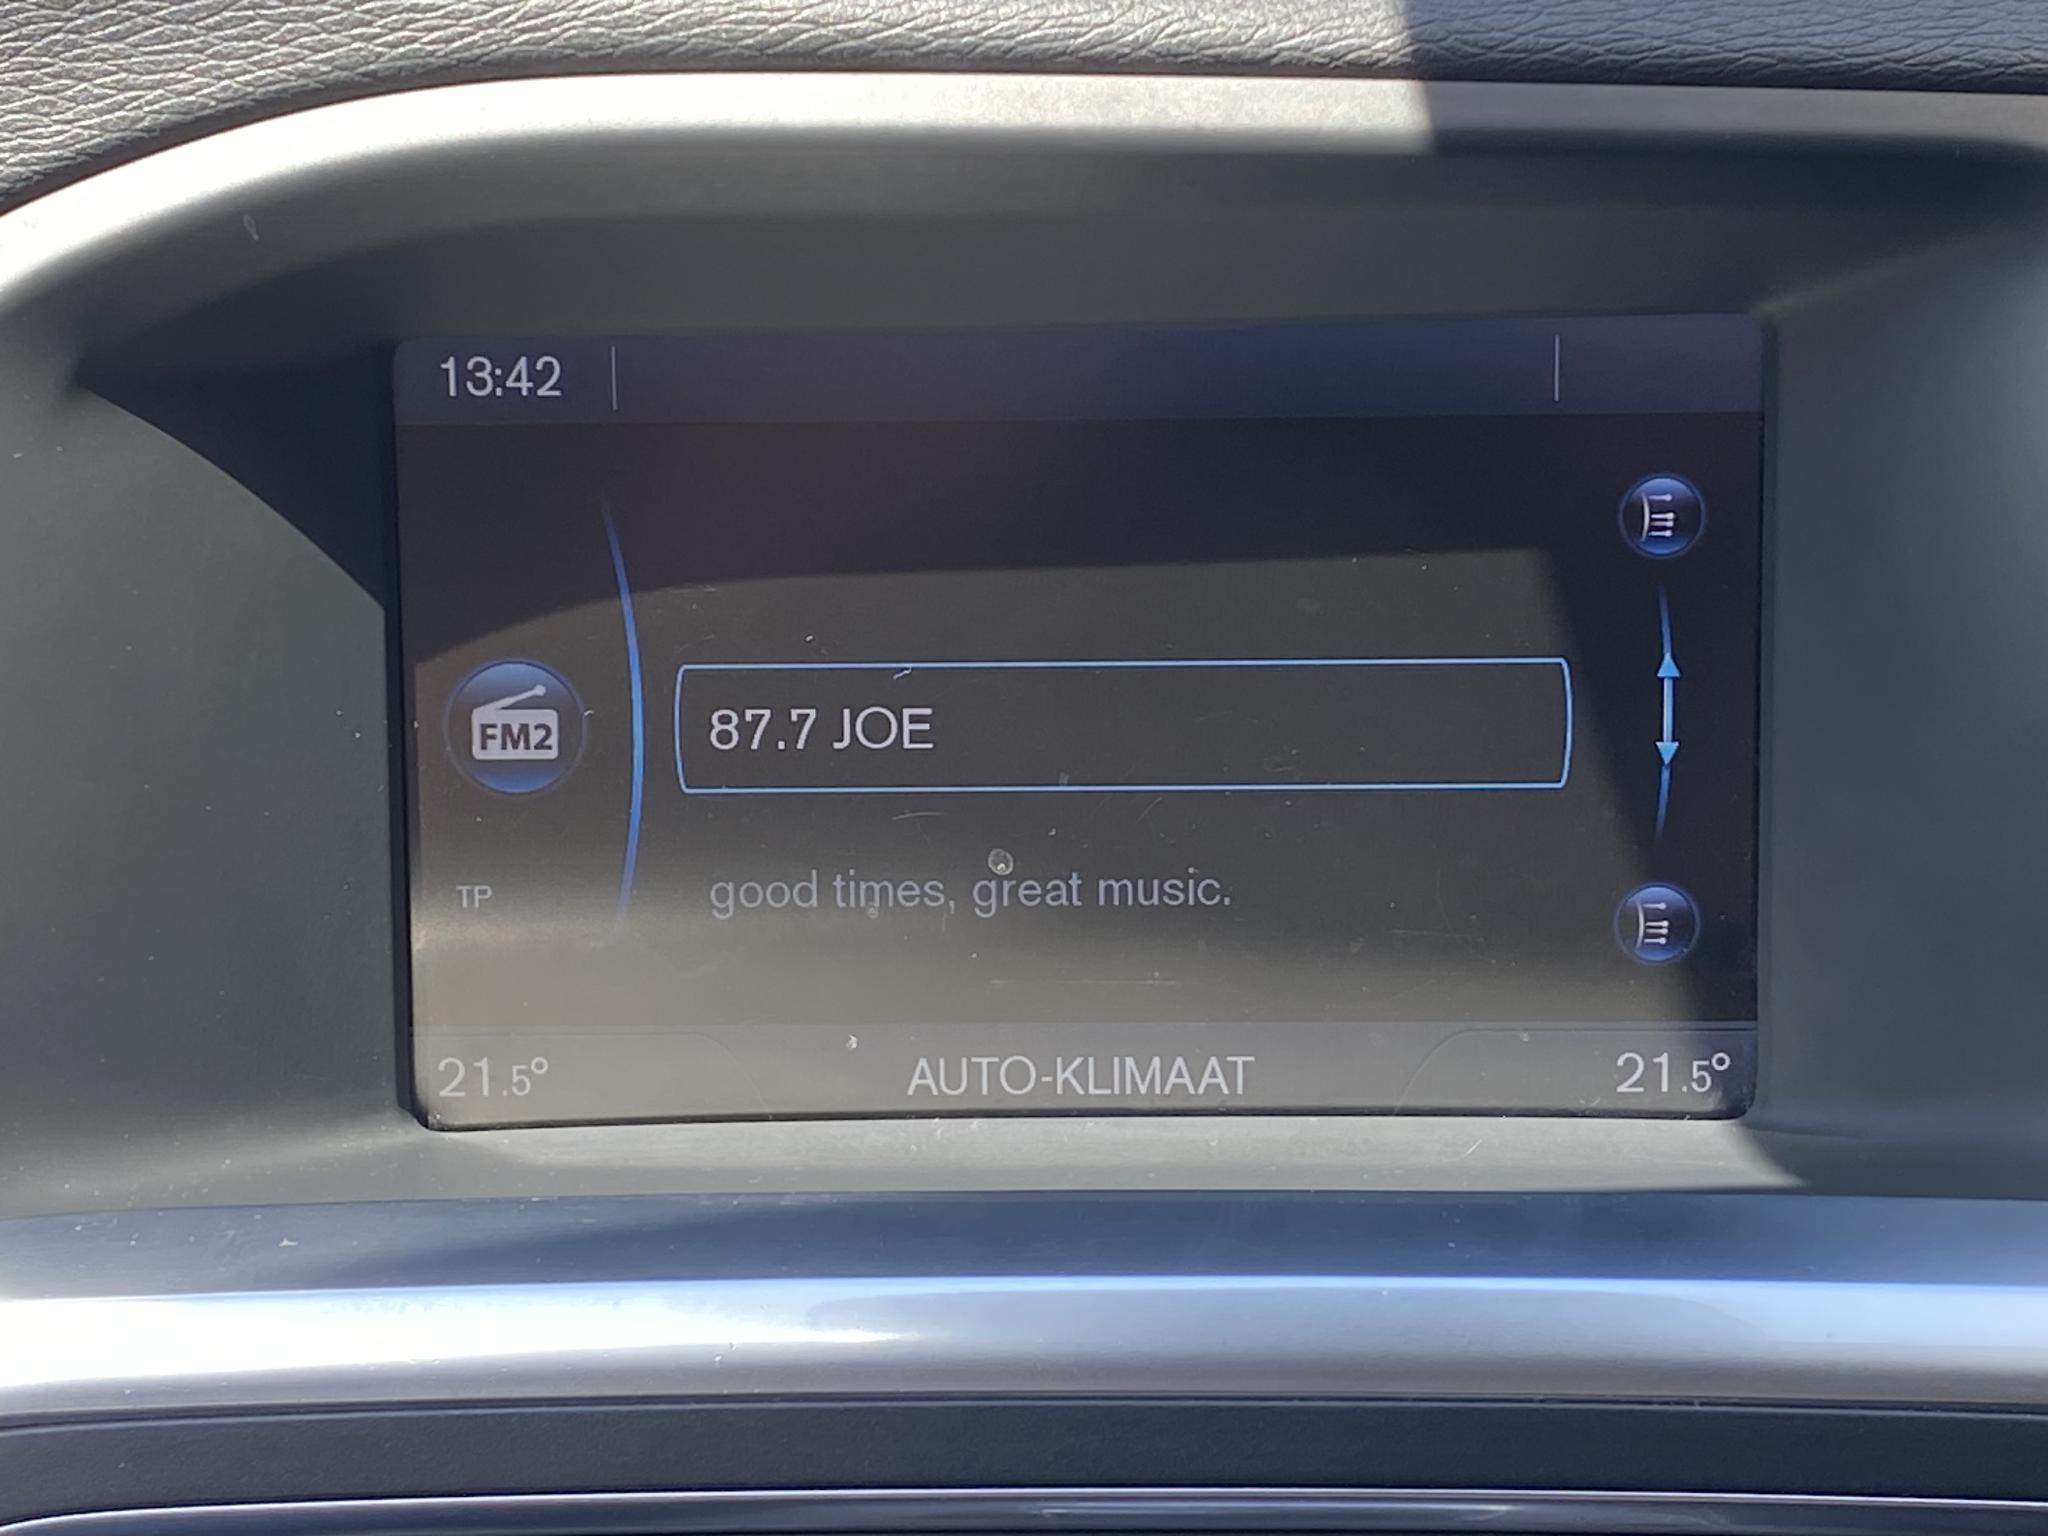 13:42
FM2
87.7 JOE
TP
good times, great music.
21.5°
AUTO-KLIMAAT
21.5°